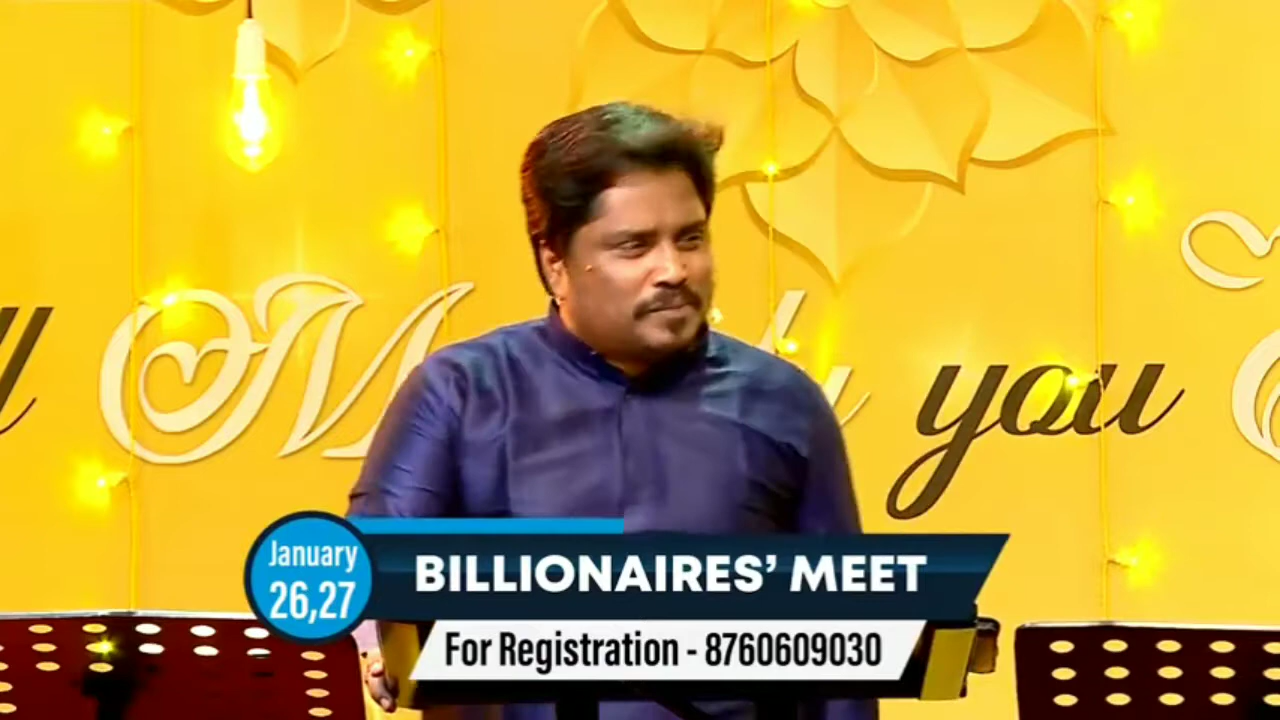 you
January
26,27
BILLIONAIRES’ MEET
For Registration - 8760609030